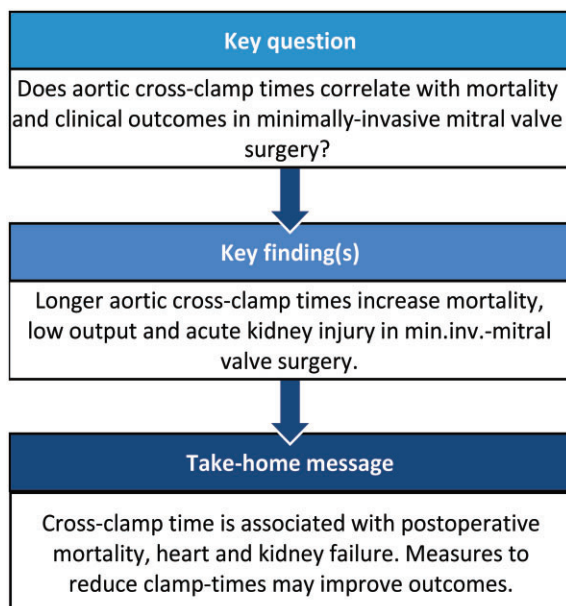 Key question
Does aortic cross-clamp times correlate with mortality
and clinical outcomes in minimally-invasive mitral valve
surgery?
Key finding(s)
Longer aortic cross-clamp times increase mortality,
low output and acute kidney injury in min.inv.-mitral
valve surgery.
Take-home message
Cross-clamp time is associated with postoperative
mortality, heart and kidney failure. Measures to
reduce clamp-times may improve outcomes.